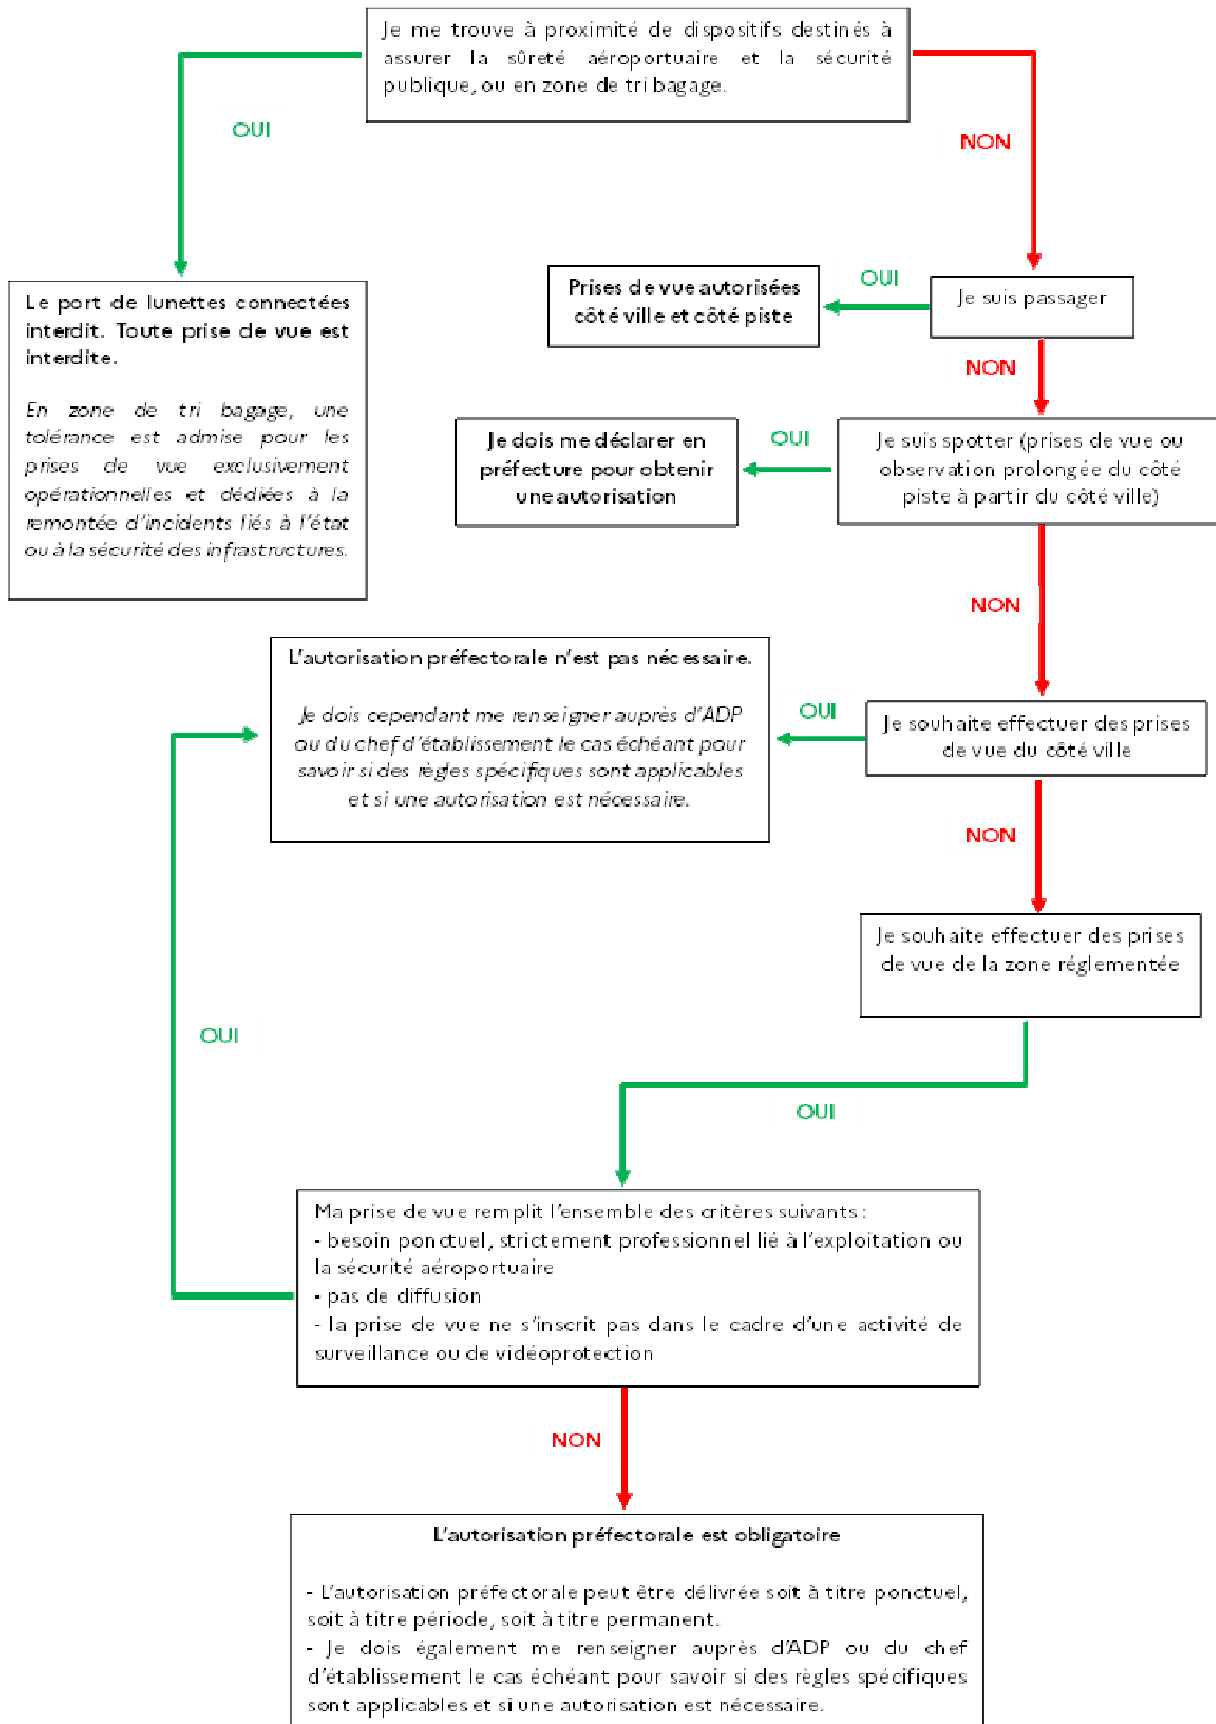 Je me trouve à proximité de dispositifs destinés à
assurer la sûreté aéroportuaire et la sécurité
publique, ou en zone de tri bagage.
OUI
NON
Le port de lunettes connectées
interdit. Toute prise de vue est
interdite.
En zone de tri bagage, une
tolérance est admise pour les
prises de vue exclusivement
opérationnelles et dédiées à la
remontée d'incidents liés à l'état
ou à la sécurité des infrastructures.
Prises de vue autorisées
côté ville et côté piste
OUI
Je suis passager
NON
Je dois me déclarer en
préfecture pour obtenir
une autorisation
OUI
Je suis spotter (prises de vue ou
observation prolongée du côté
piste à partir du côté ville)
NON
L'autorisation préfectorale n'est pas nécessaire.
Je dois cependant me renseigner auprès d'ADP
ou du chef d'établissement le cas échéant pour
savoir si des règles spécifiques sont applicables
et si une autorisation est nécessaire.
OUI
Je souhaite effectuer des prises
de vue du côté ville
NON
Je souhaite effectuer des prises
de vue de la zone réglementée
OUI
OUI
Ma prise de vue remplit l'ensemble des critères suivants :
- besoin ponctuel, strictement professionnel lié à l'exploitation ou
la sécurité aéroportuaire
- pas de diffusion
- la prise de vue ne s'inscrit pas dans le cadre d'une activité de
surveillance ou de vidéoprotection
NON
L'autorisation préfectorale est obligatoire
- L'autorisation préfectorale peut être délivrée soit à titre ponctuel,
soit à titre période, soit à titre permanent.
- Je dois également me renseigner auprès d'ADP ou du chef
d'établissement le cas échéant pour savoir si des règles spécifiques
sont applicables et si une autorisation est nécessaire.